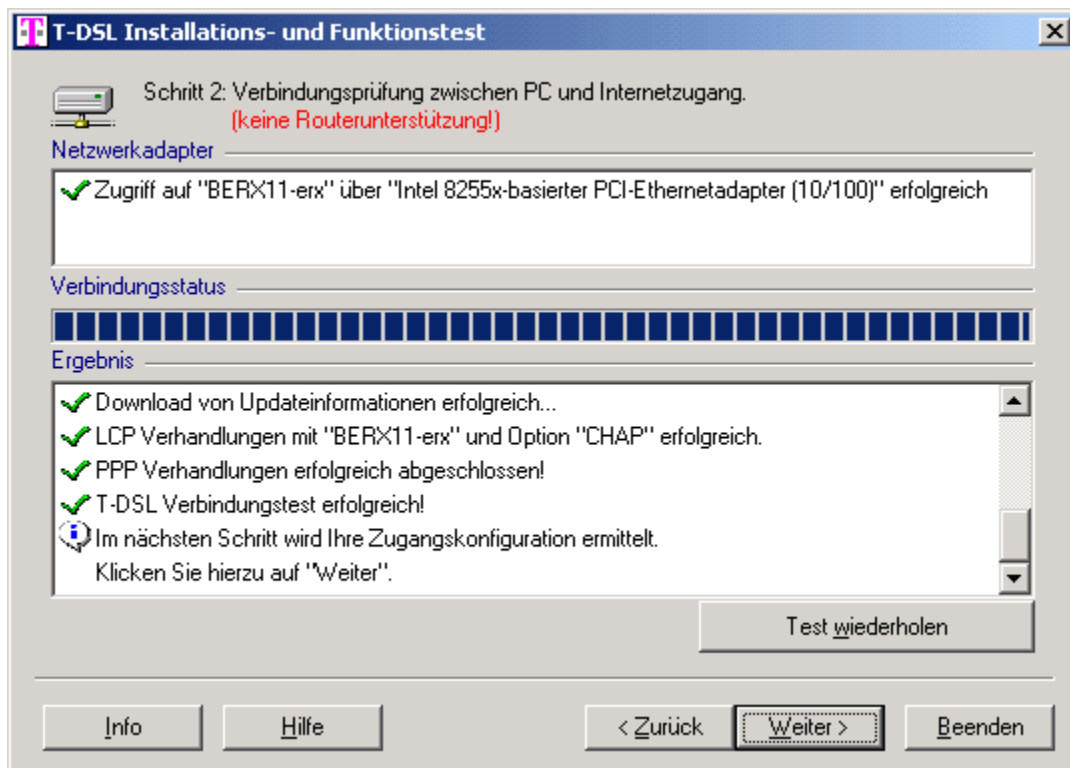 T-DSL Installations- und Funktionstest
Schritt 2: Verbindungsprüfung zwischen PC und Internetzugang.
(keine Routerunterstützung!)
Netzwerkadapter
Zugriff auf "BERX11-erx" über "Intel 8255x-basierter PCI-Ethernetadapter (10/100)" erfolgreich
Verbindungsstatus
Ergebnis
Download von Updateinformationen erfolgreich...
LCP Verhandlungen mit "BERX11-erx" und Option "CHAP" erfolgreich.
PPP Verhandlungen erfolgreich abgeschlossen!
T-DSL Verbindungstest erfolgreich!
Im nächsten Schritt wird Ihre Zugangskonfiguration ermittelt.
Klicken Sie hierzu auf "Weiter".
Test wiederholen
Info Hilfe < Zurück Weiter > Beenden